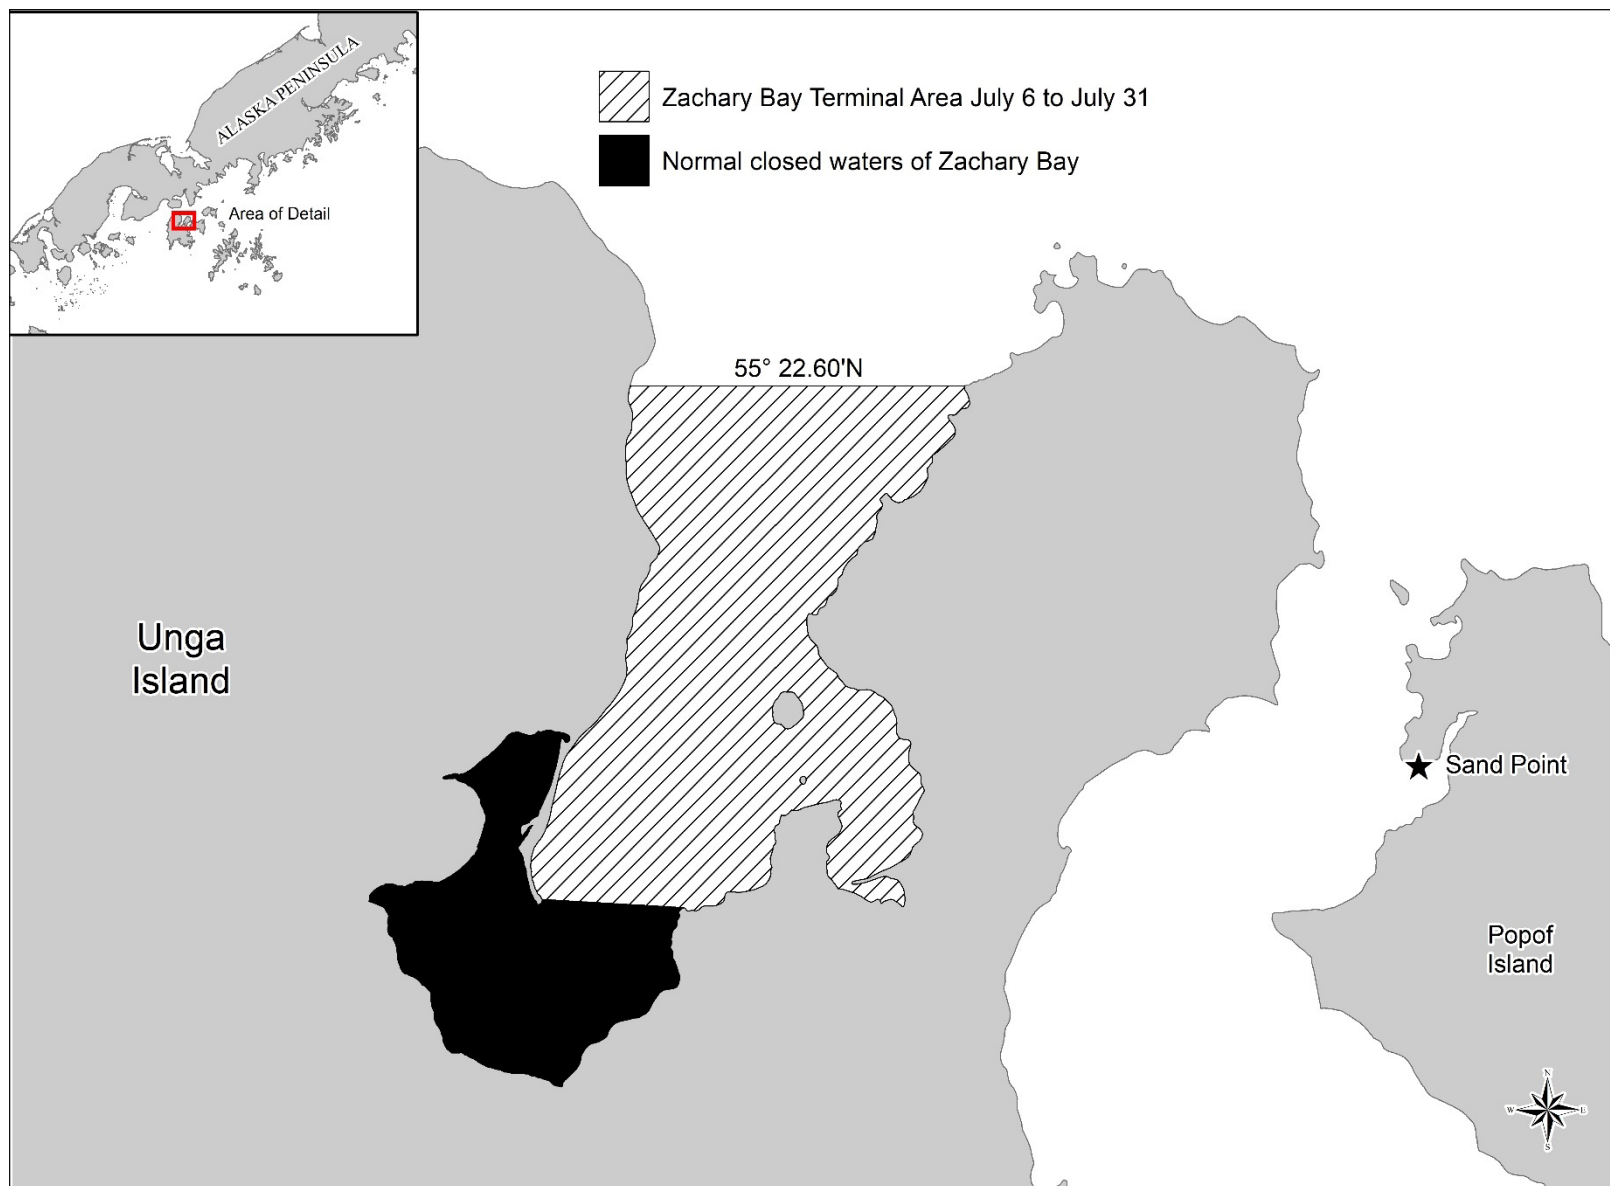 ALASKA PENINSULA
Area of Detail
Zachary Bay Terminal Area July 6 to July 31
Normal closed waters of Zachary Bay
55° 22.60'N
Unga
Island
Sand Point
Popof
Island
N
W
E
S